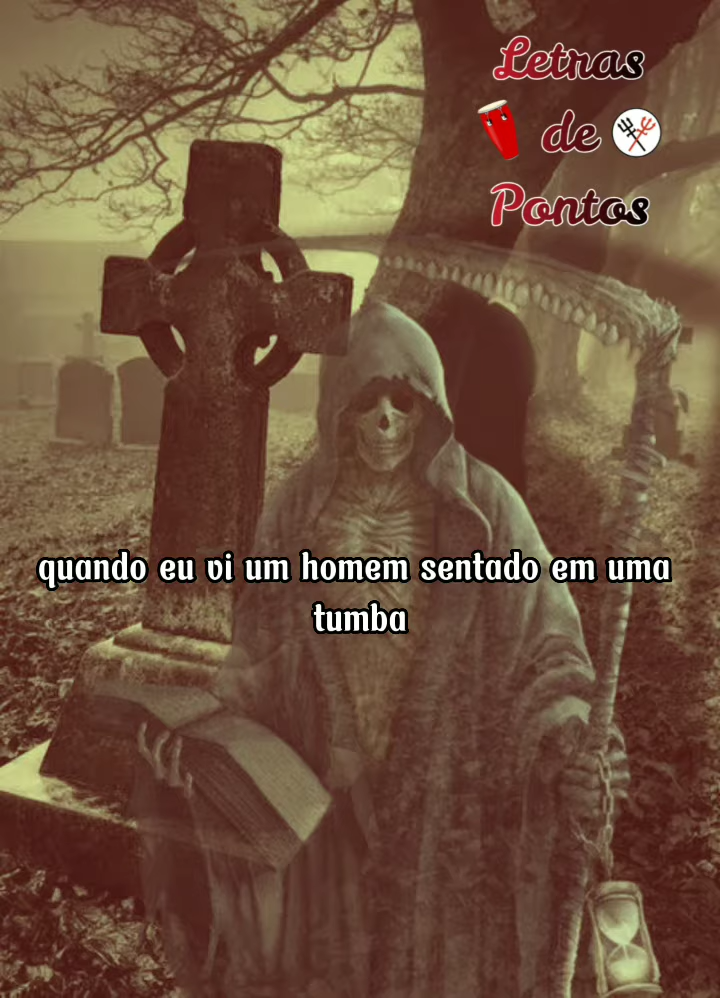 Letras
de
Pontos
quando eu vi um homem sentado em uma
tumba